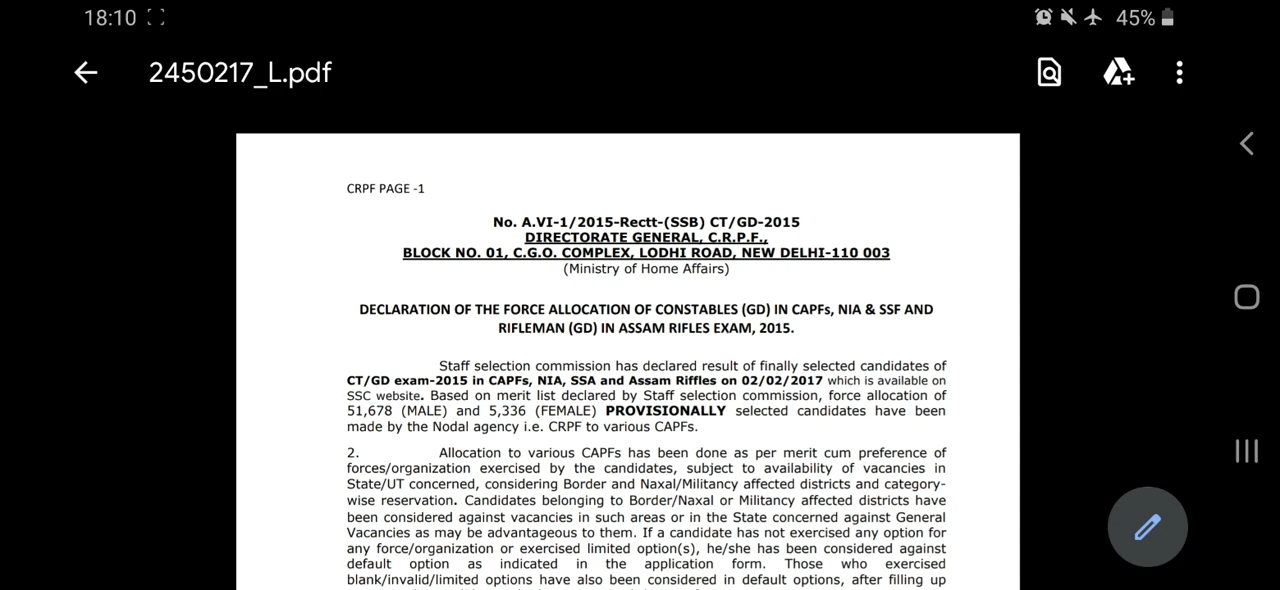 18:10
45%
2450217_L.pdf
CRPF PAGE -1
No. A.VI-1/2015-Rectt-(SSB) CT/GD-2015
DIRECTORATE GENERAL, C.R.P.F.,
BLOCK NO. 01, C.G.O. COMPLEX, LODHI ROAD, NEW DELHI-110 003
(Ministry of Home Affairs)
DECLARATION OF THE FORCE ALLOCATION OF CONSTABLES (GD) IN CAPFs, NIA & SSF AND
RIFLEMAN (GD) IN ASSAM RIFLES EXAM, 2015.
Staff selection commission has declared result of finally selected candidates of
CT/GD exam-2015 in CAPFs, NIA, SSA and Assam Riffles on 02/02/2017 which is available on
SSC website. Based on merit list declared by Staff selection commission, force allocation of
51,678 (MALE) and 5,336 (FEMALE) PROVISIONALLY selected candidates have been
made by the Nodal agency i.e. CRPF to various CAPFs.
2. Allocation to various CAPFs has been done as per merit cum preference of
forces/organization exercised by the candidates, subject to availability of vacancies in
State/UT concerned, considering Border and Naxal/Militancy affected districts and category-
wise reservation. Candidates belonging to Border/Naxal or Militancy affected districts have
been considered against vacancies in such areas or in the State concerned against General
Vacancies as may be advantageous to them. If a candidate has not exercised any option for
any force/organization or exercised limited option(s), he/she has been considered against
default option as indicated in the application form. Those who exercised
blank/invalid/limited options have also been considered in default options, after filling up